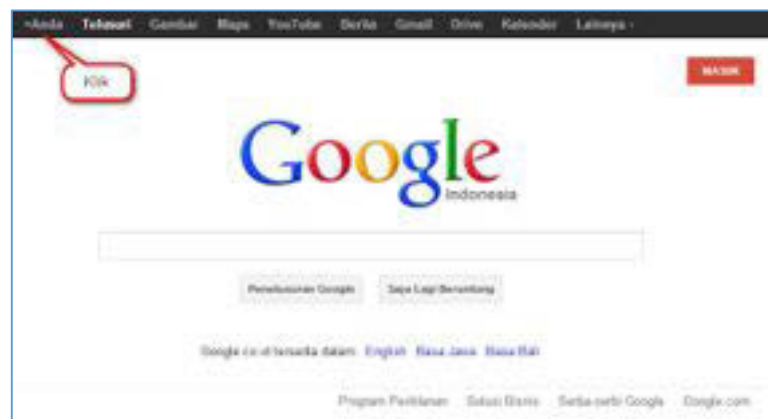 +Anda Telusuri Gambar Maps YouTube Berita Gmail Drive Kalender Lainnya
Klik
MASUK
Google
Indonesia
Penelusuran Google Saya Lagi Beruntung
Google.co.id tersedia dalam: English Basa Jawa Basa Bali
Program Periklanan Solusi Bisnis Serba-serbi Google Google.com